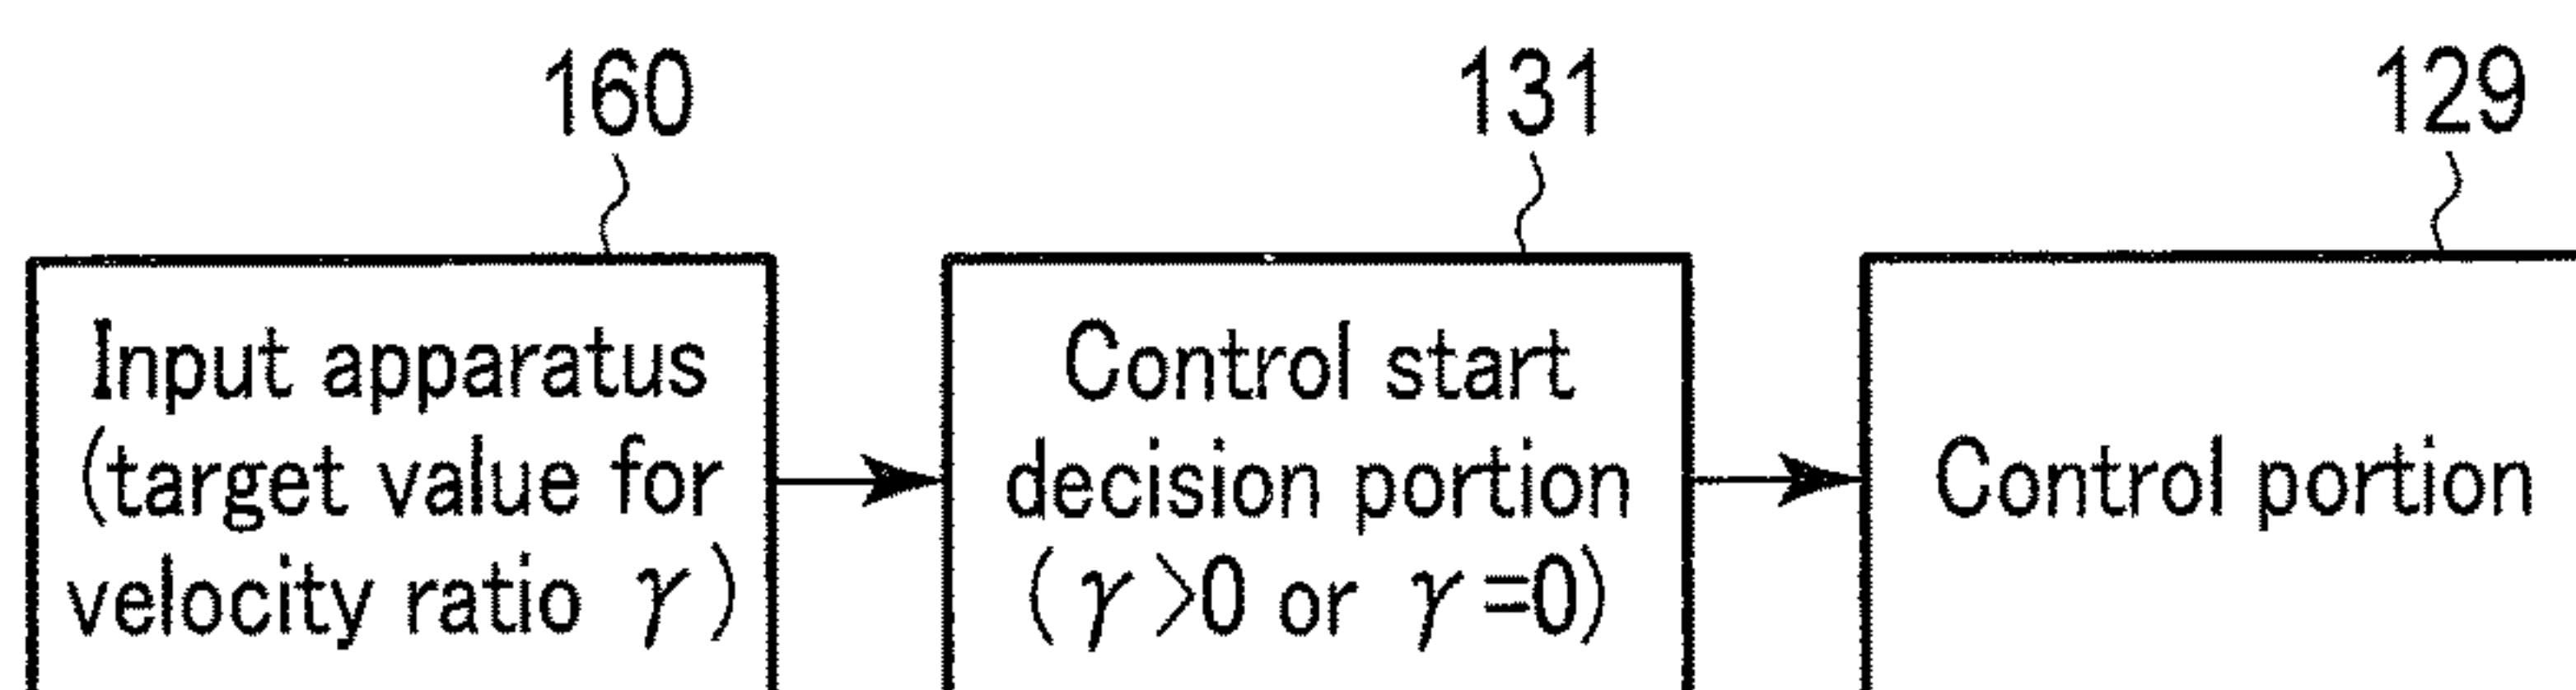 160
131
129
Input apparatus
(target value for
velocity ratio γ)
Control start
decision portion
(γ>0 or γ=0)
Control portion